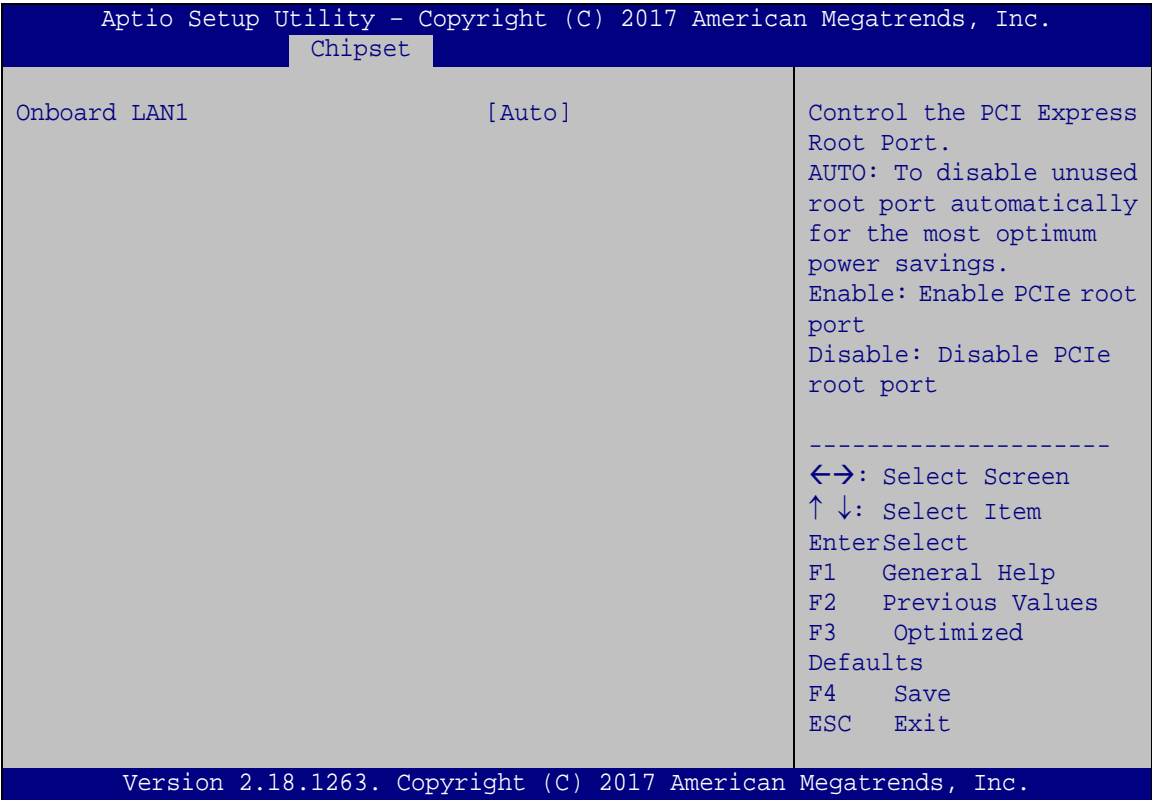 Aptio Setup Utility – Copyright (C) 2017 American Megatrends, Inc.
Chipset
Onboard LAN1 [Auto]
Control the PCI Express
Root Port.
AUTO: To disable unused
root port automatically
for the most optimum
power savings.
Enable: Enable PCIe root
port
Disable: Disable PCIe
root port
---------------------
←→: Select Screen
↑ ↓: Select Item
EnterSelect
F1 General Help
F2 Previous Values
F3 Optimized
Defaults
F4 Save
ESC Exit
Version 2.18.1263. Copyright (C) 2017 American Megatrends, Inc.